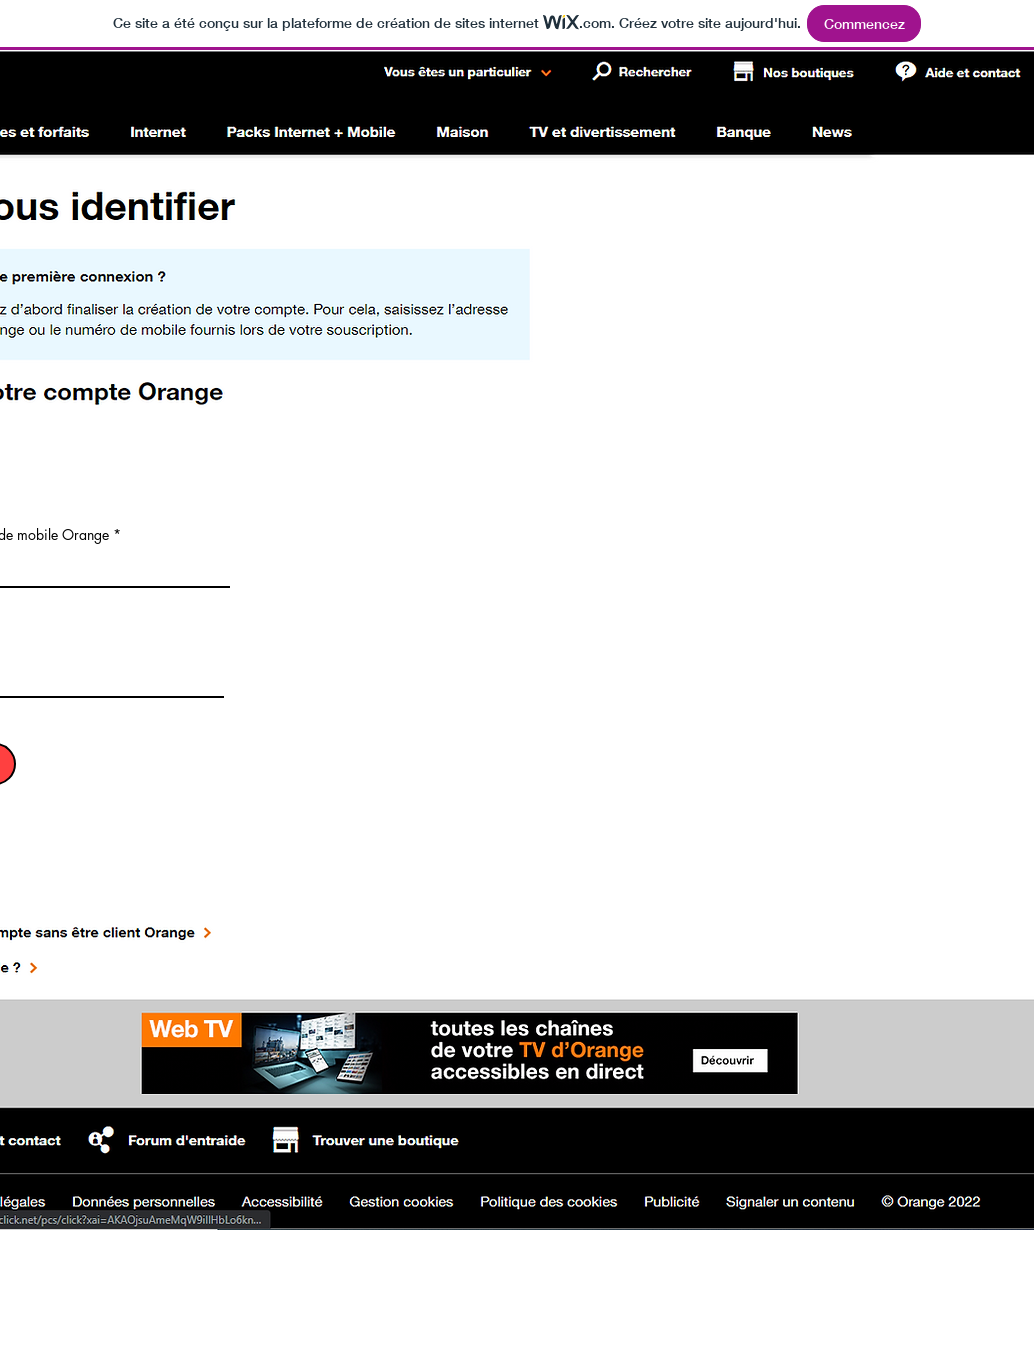 Ce site a été conçu sur la plateforme de création de sites internet WiX.com. Créez votre site aujourd'hui. Commencez
Vous êtes un particulier Rechercher Nos boutiques Aide et contact
es et forfaits Internet Packs Internet + Mobile Maison TV et divertissement Banque News
ous identifier
e première connexion ?
z d’abord finaliser la création de votre compte. Pour cela, saisissez l’adresse
nge ou le numéro de mobile fournis lors de votre souscription.
otre compte Orange
de mobile Orange *
mpte sans être client Orange
e ?
Web TV
toutes les chaînes
de votre TV d’Orange
accessibles en direct
Découvrir
t contact Forum d'entraide Trouver une boutique
légales Données personnelles Accessibilité Gestion cookies Politique des cookies Publicité Signaler un contenu © Orange 2022
click.net/pcs/click?xai=AKAOjsuAmeMqW9illHbLo6kn...